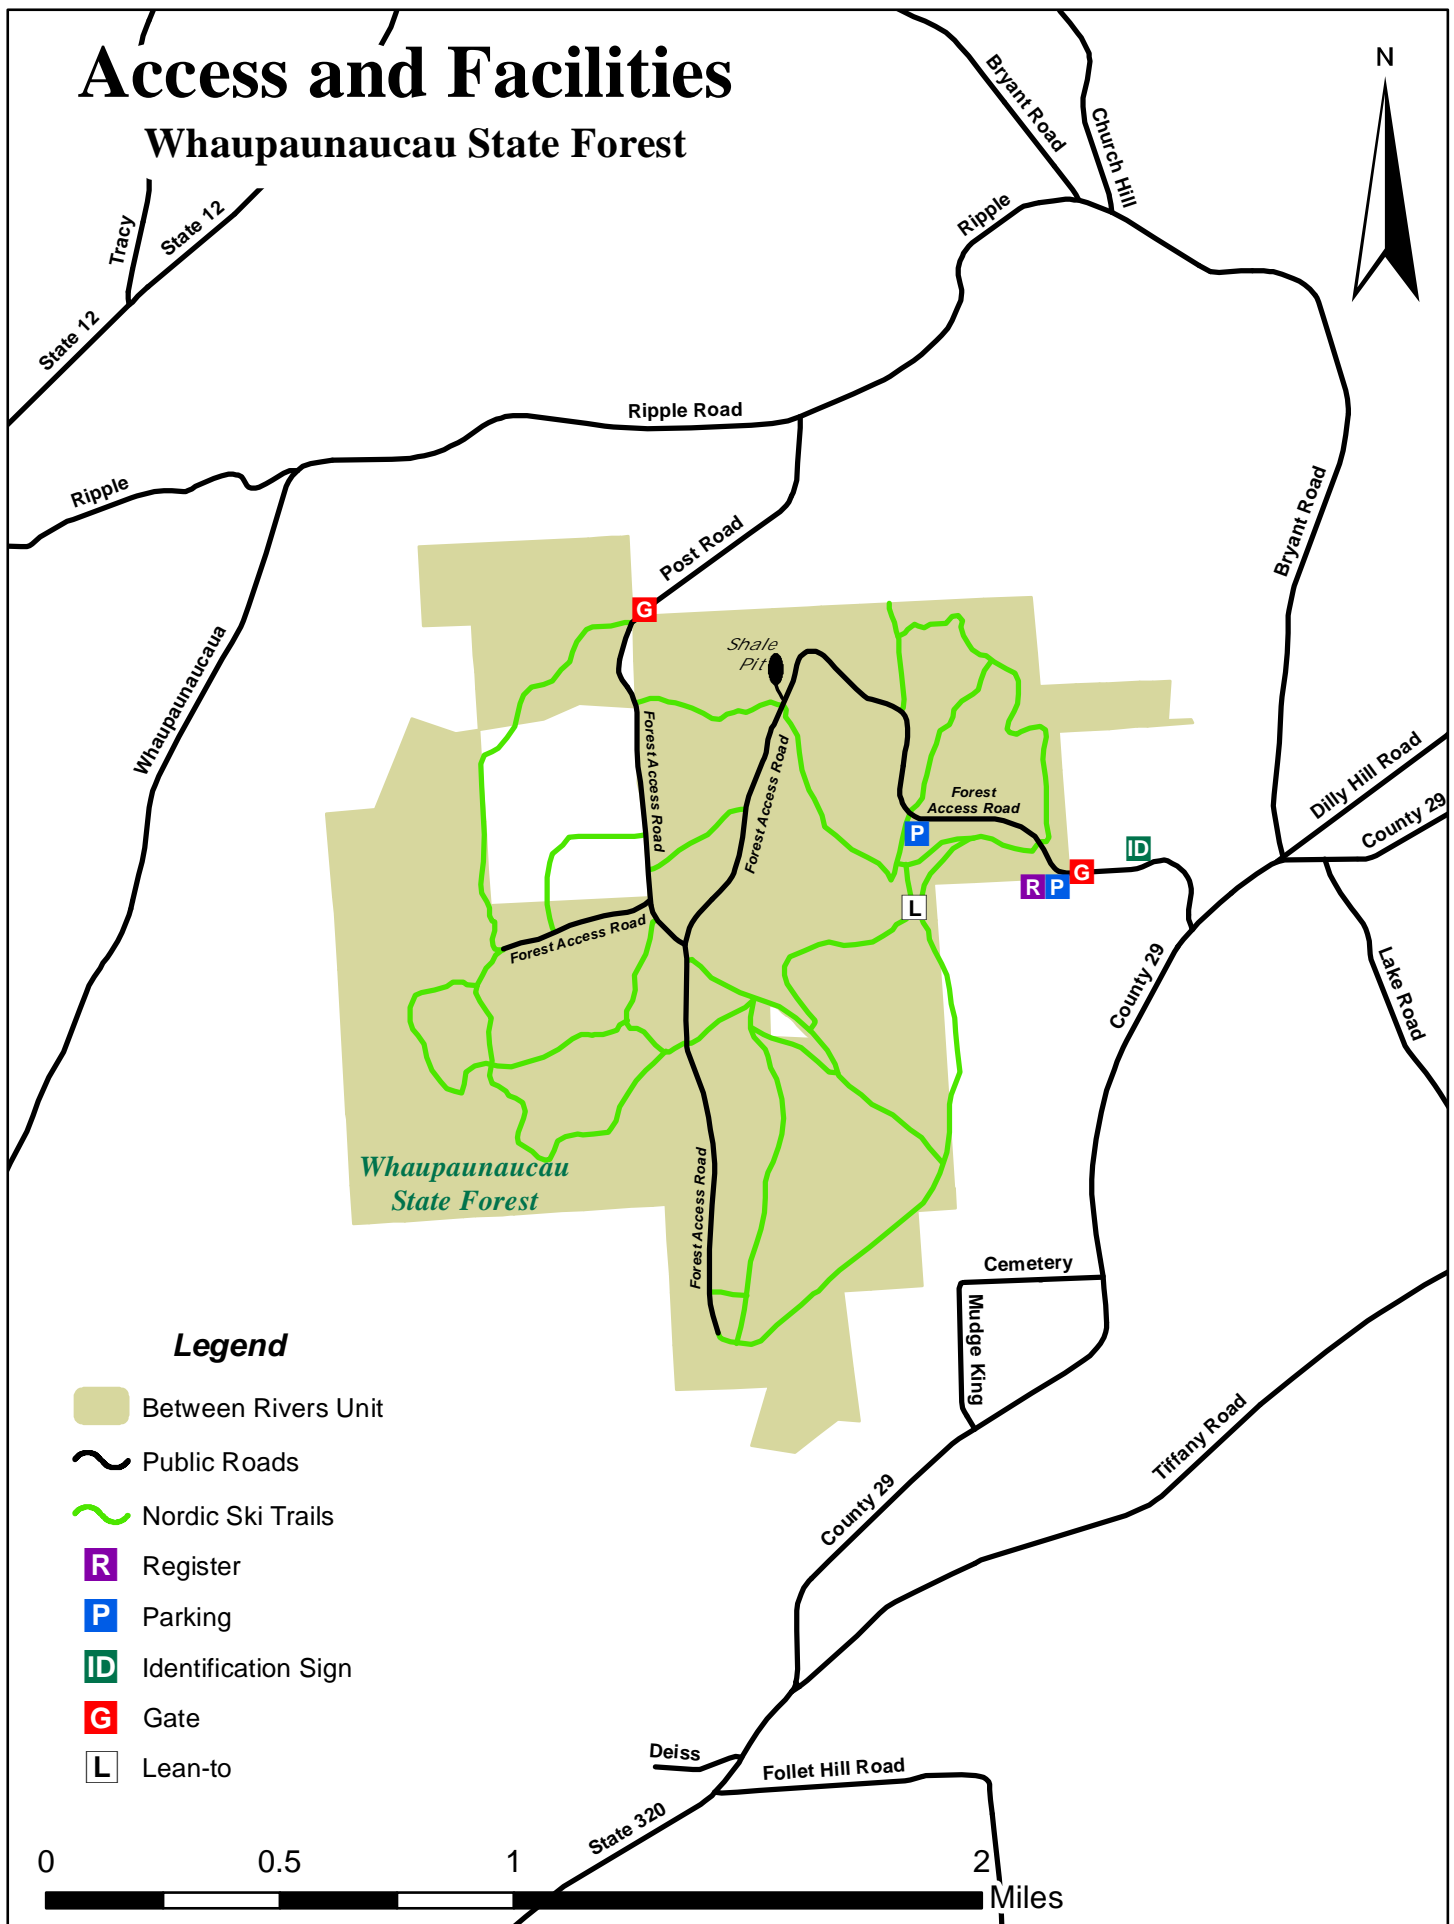 Access and Facilities
Whaupaunaucau State Forest
N
Bryant Road
Church Hill
Ripple
Tracy
State 12
State 12
Ripple Road
Ripple
Post Road
Bryant Road
G
Shale
Pit
Whaupaunaucaua
Forest Access Road
Forest Access Road
Forest
Access Road
P
Dilly Hill Road
County 29
ID
G
R
P
L
Forest Access Road
County 29
Lake Road
Whaupaunaucau
State Forest
Forest Access Road
Cemetery
Mudge King
Tiffany Road
County 29
Legend
Between Rivers Unit
Public Roads
Nordic Ski Trails
R Register
P Parking
ID Identification Sign
G Gate
L Lean-to
Deiss
Follet Hill Road
State 320
0 0.5 1 2
Miles